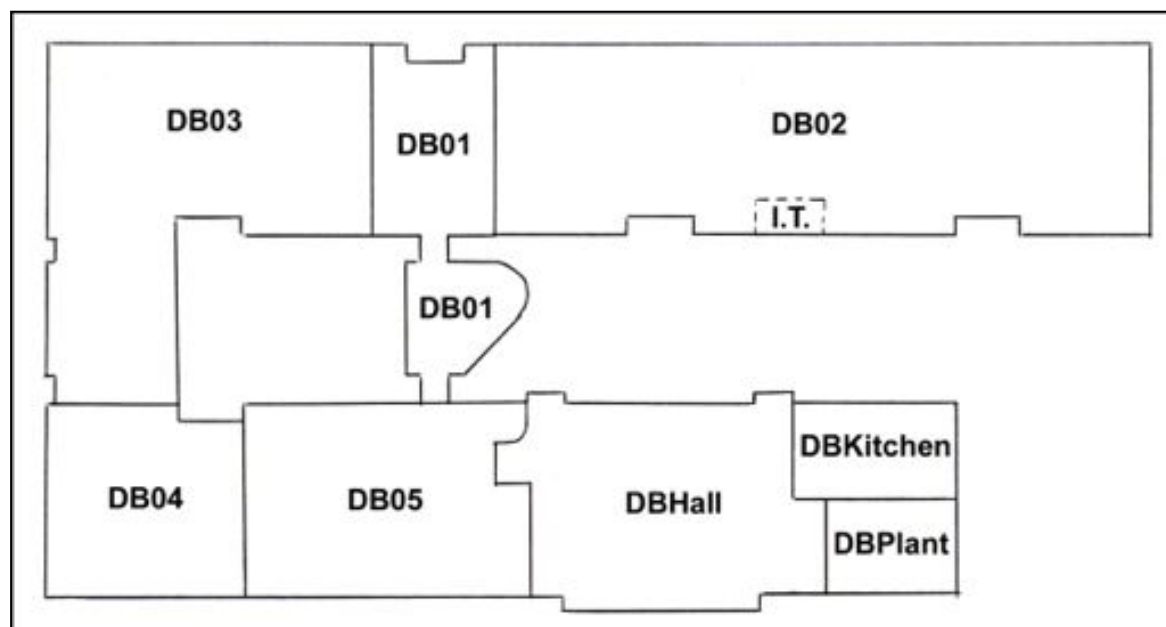 DB03
DB01
DB02
I.T.
DB01
DBKitchen
DB04
DB05
DBHall
DBPlant